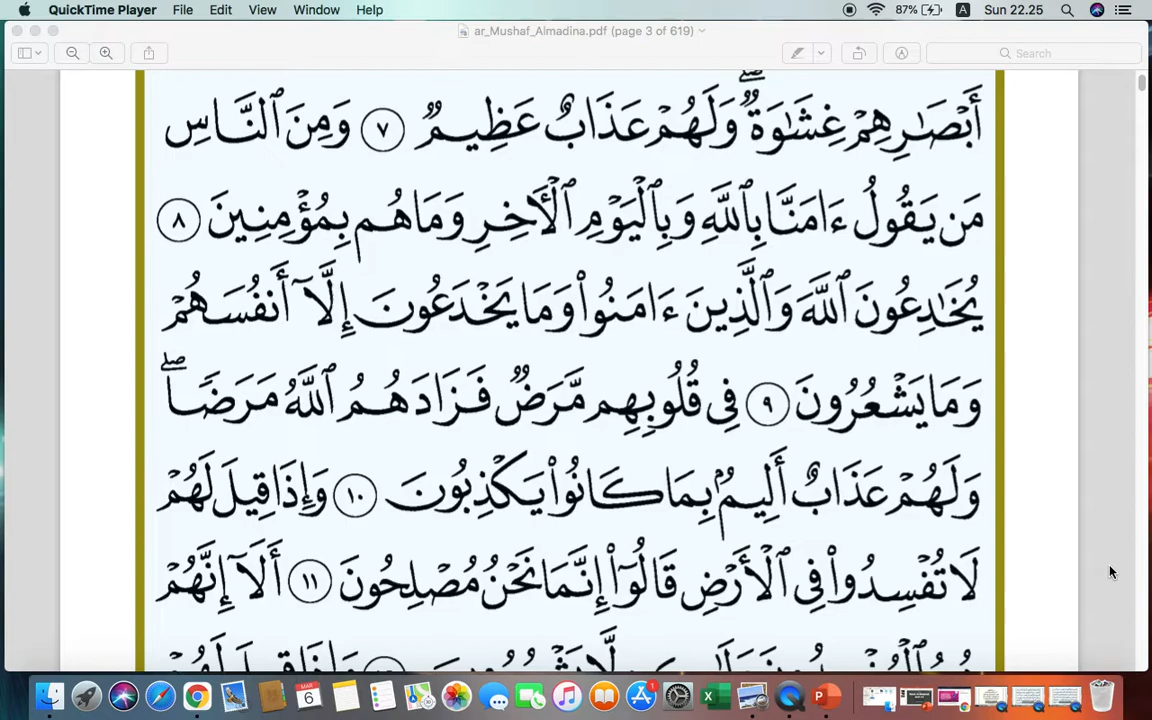 QuickTime Player File Edit View Window Help 87% A Sun 22.25
ar_Mushaf_Almadina.pdf (page 3 of 619)
Search
أَبْصَٰرِهِمْ غِشَٰوَةٌ ۖ وَلَهُمْ عَذَابٌ عَظِيمٌ ٧ وَمِنَ ٱلنَّاسِ
مَن يَقُولُ ءَامَنَّا بِٱللَّهِ وَبِٱلْيَوْمِ ٱلْأَخِرِ وَمَا هُم بِمُؤْمِنِينَ ٨
يُخَٰدِعُونَ ٱللَّهَ وَٱلَّذِينَ ءَامَنُوا۟ وَمَا يَخْدَعُونَ إِلَّآ أَنفُسَهُمْ
وَمَا يَشْعُرُونَ ٩ فِى قُلُوبِهِم مَّرَضٌ فَزَادَهُمُ ٱللَّهُ مَرَضًا ۖ
وَلَهُمْ عَذَابٌ أَلِيمٌۢ بِمَا كَانُوا۟ يَكْذِبُونَ ١٠ وَإِذَا قِيلَ لَهُمْ
لَا تُفْسِدُوا۟ فِى ٱلْأَرْضِ قَالُوٓا۟ إِنَّمَا نَحْنُ مُصْلِحُونَ ١١ أَلَآ إِنَّهُمْ
MAR 6